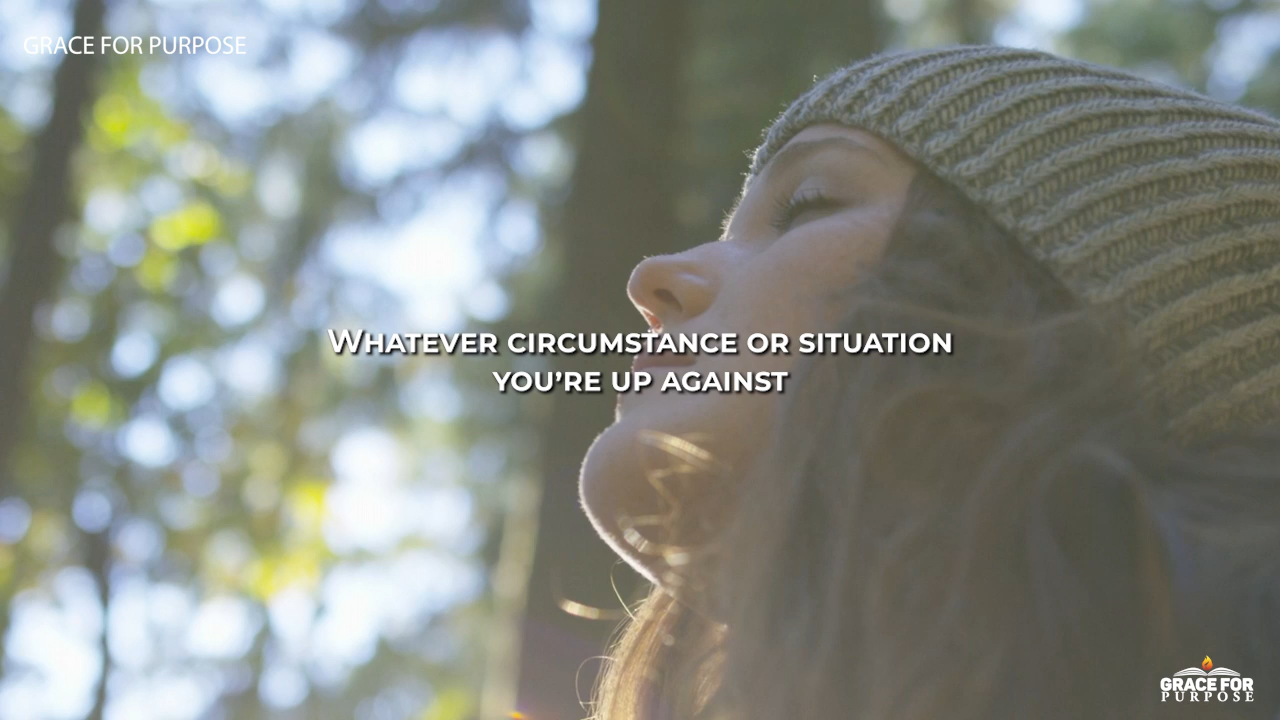 GRACE FOR PURPOSE
WHATEVER CIRCUMSTANCE OR SITUATION
YOU’RE UP AGAINST
GRACE FOR
PURPOSE